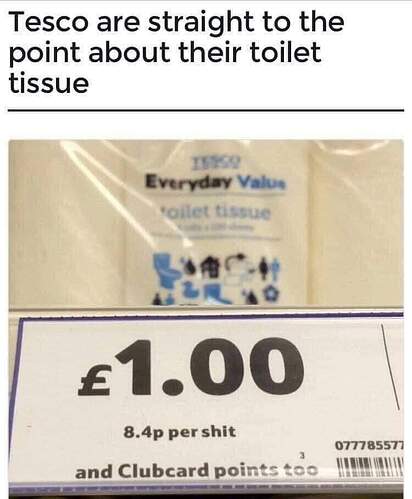 Tesco are straight to the
point about their toilet
tissue
TESCO
Everyday Value
toilet tissue
£1.00
8.4p per shit
077785577
3
and Clubcard points too